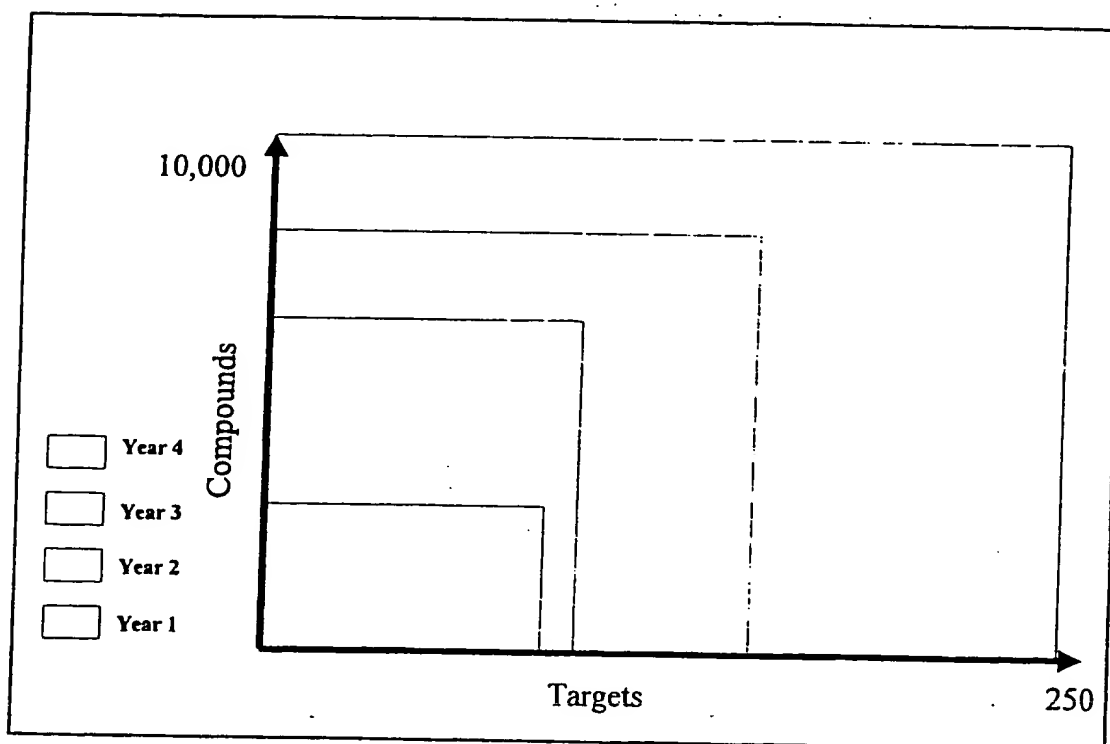 10,000
Compounds
Year 4
Year 3
Year 2
Year 1
Targets
250